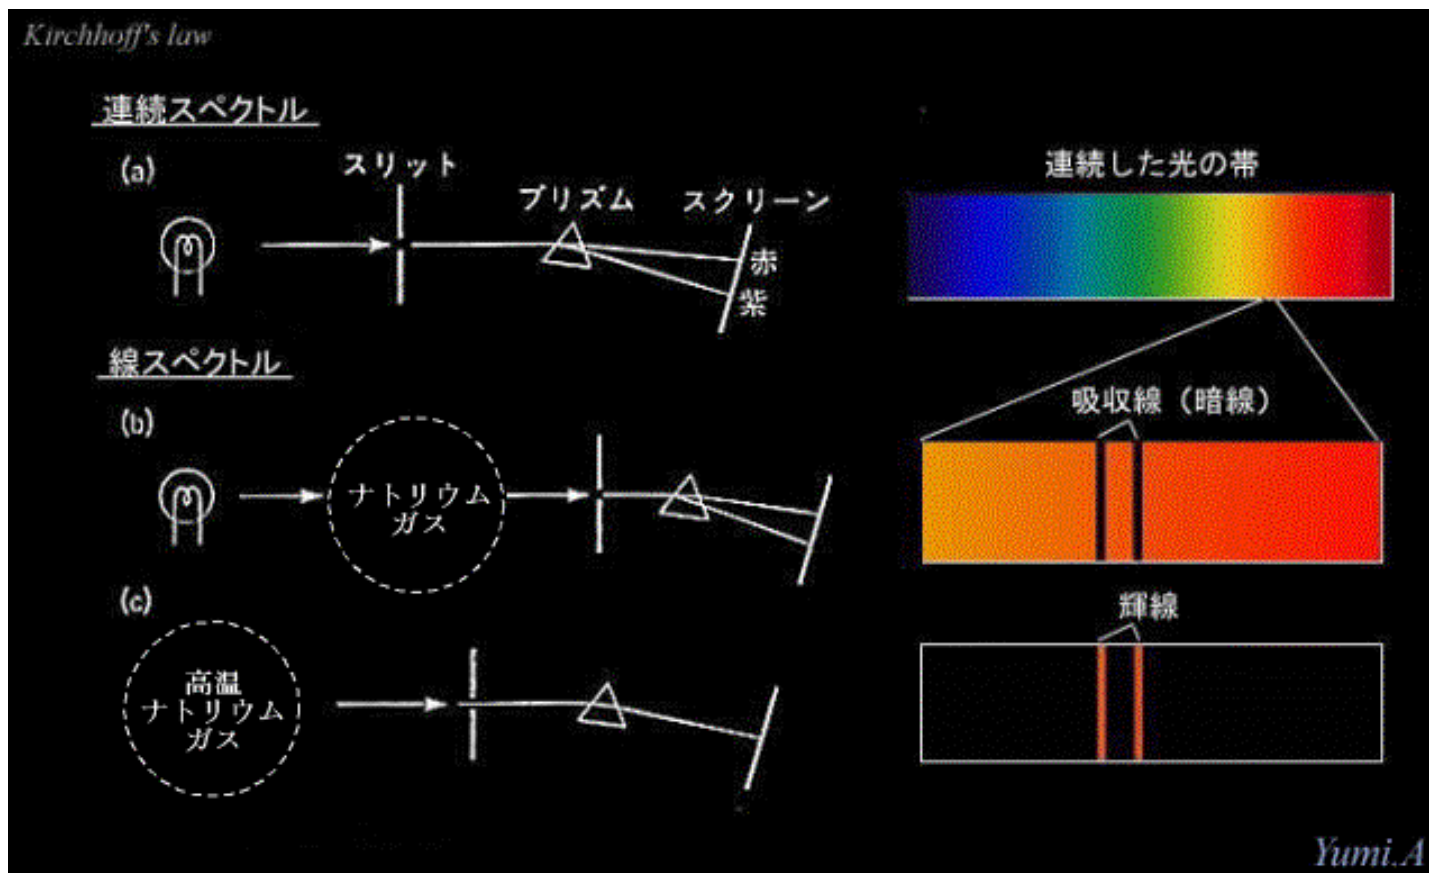 Kirchhoff's law
連続スペクトル
(a)
スリット
プリズム
スクリーン
赤
紫
連続した光の帯
線スペクトル
(b)
ナトリウム
ガス
吸収線（暗線）
(c)
高温
ナトリウム
ガス
輝線
Yumi.A